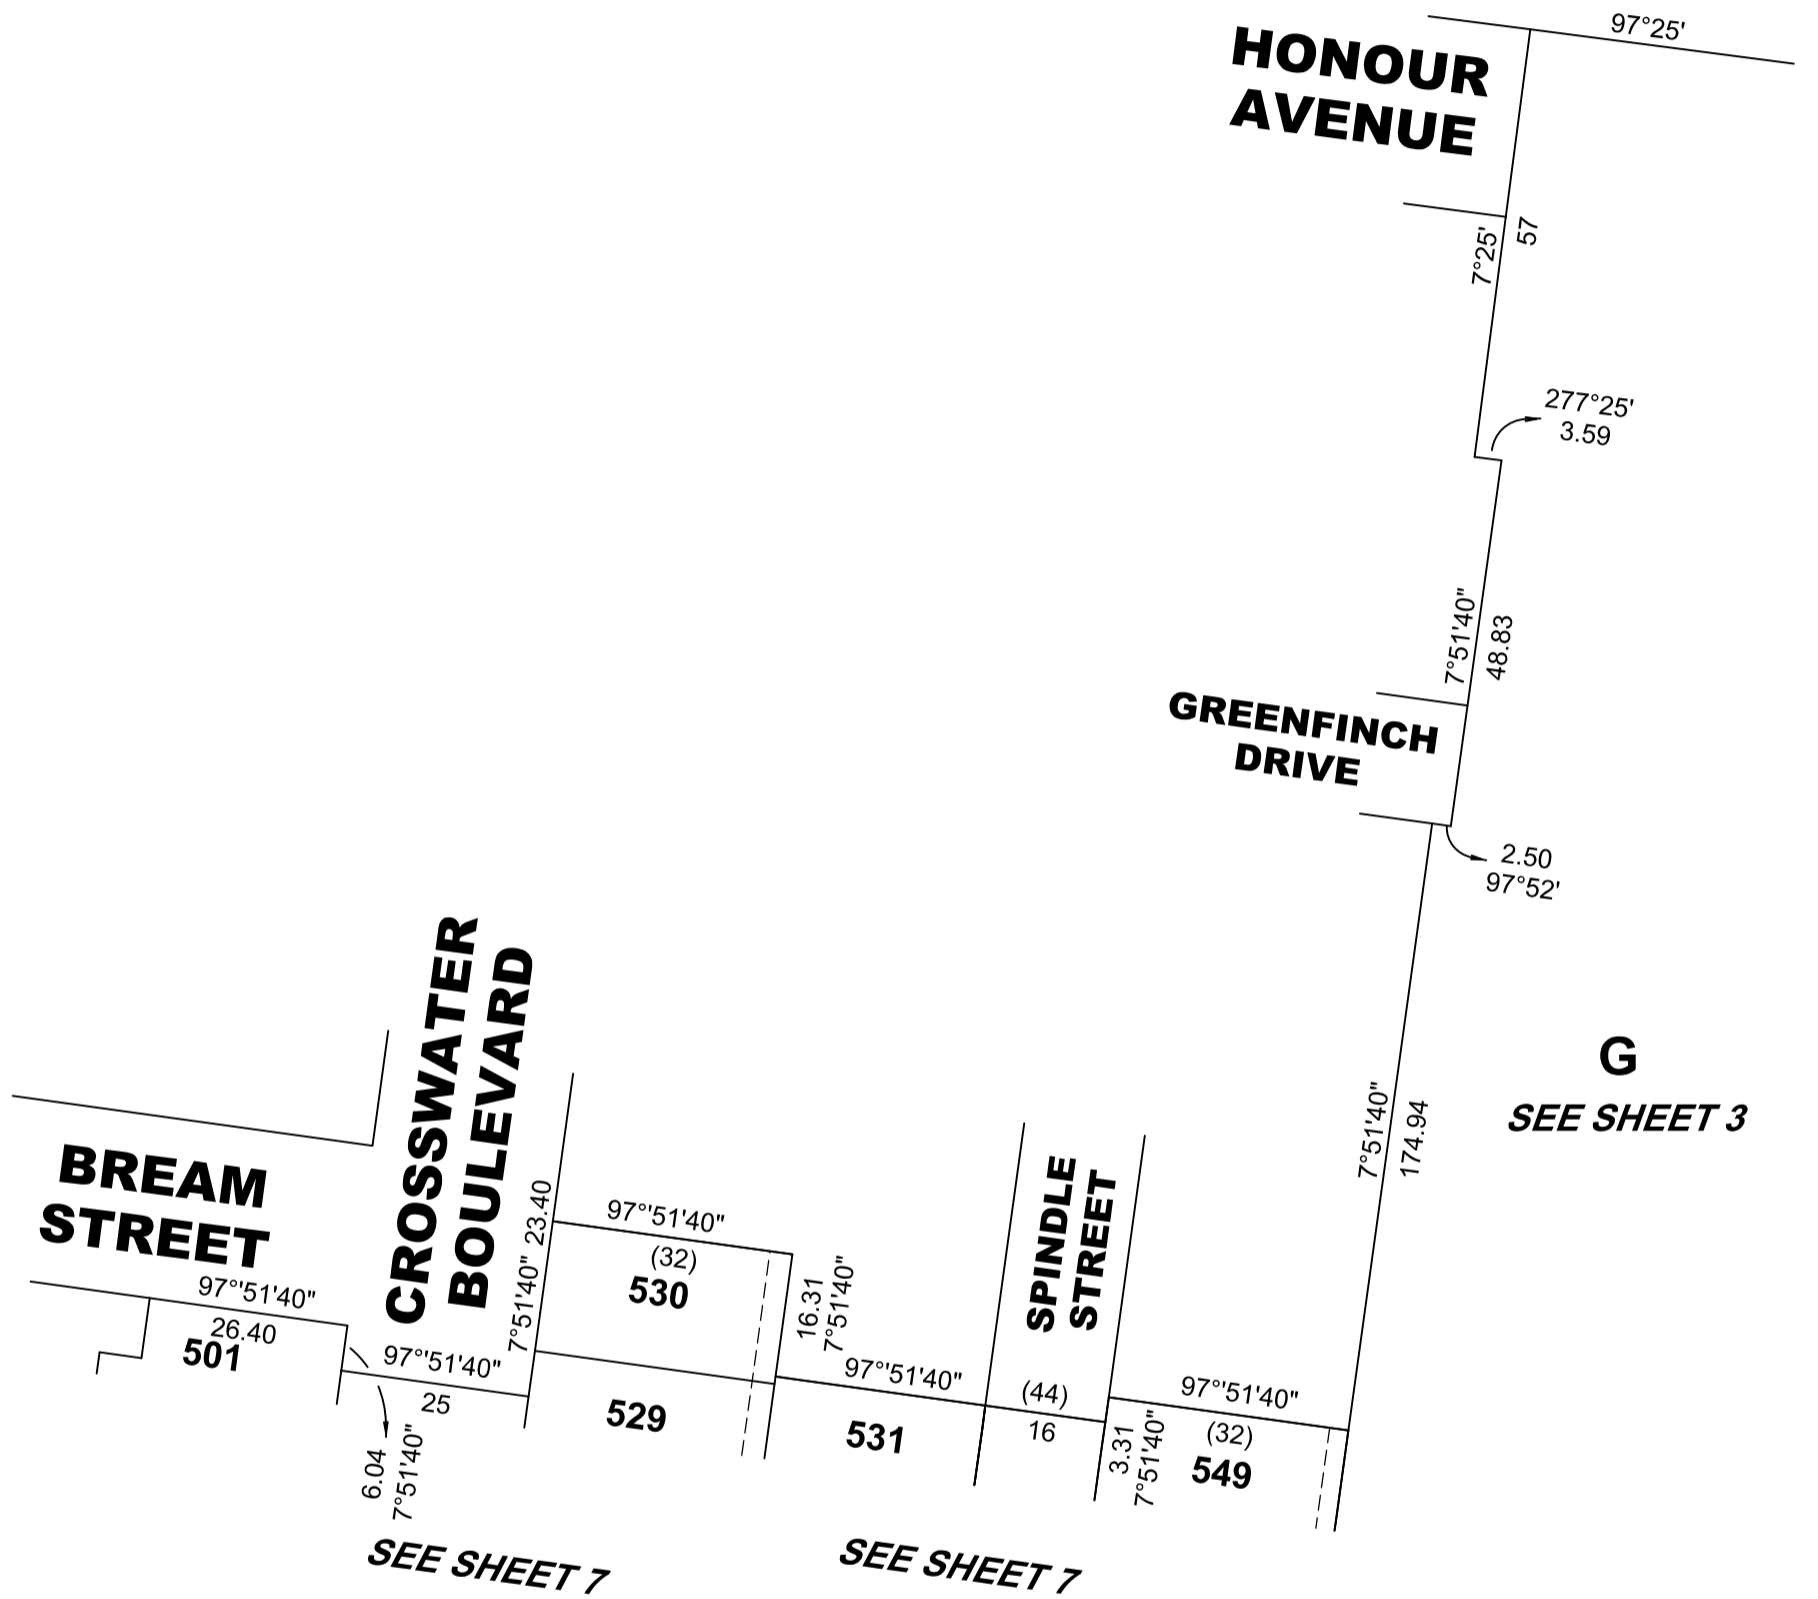 97°25'
HONOUR
AVENUE
7°25'
57
277°25'
3.59
7°51'40"
48.83
GREENFINCH
DRIVE
2.50
97°52'
G
SEE SHEET 3
7°51'40"
174.94
CROSSWATER
BOULEVARD
BREAM
STREET
97°'51'40"
26.40
501
7°51'40" 23.40
97°'51'40"
(32)
530
16.31
7°51'40"
SPINDLE
STREET
97°'51'40"
25
6.04
7°51'40"
529
97°'51'40"
531
(44)
16
3.31
7°51'40"
97°'51'40"
(32)
549
SEE SHEET 7
SEE SHEET 7